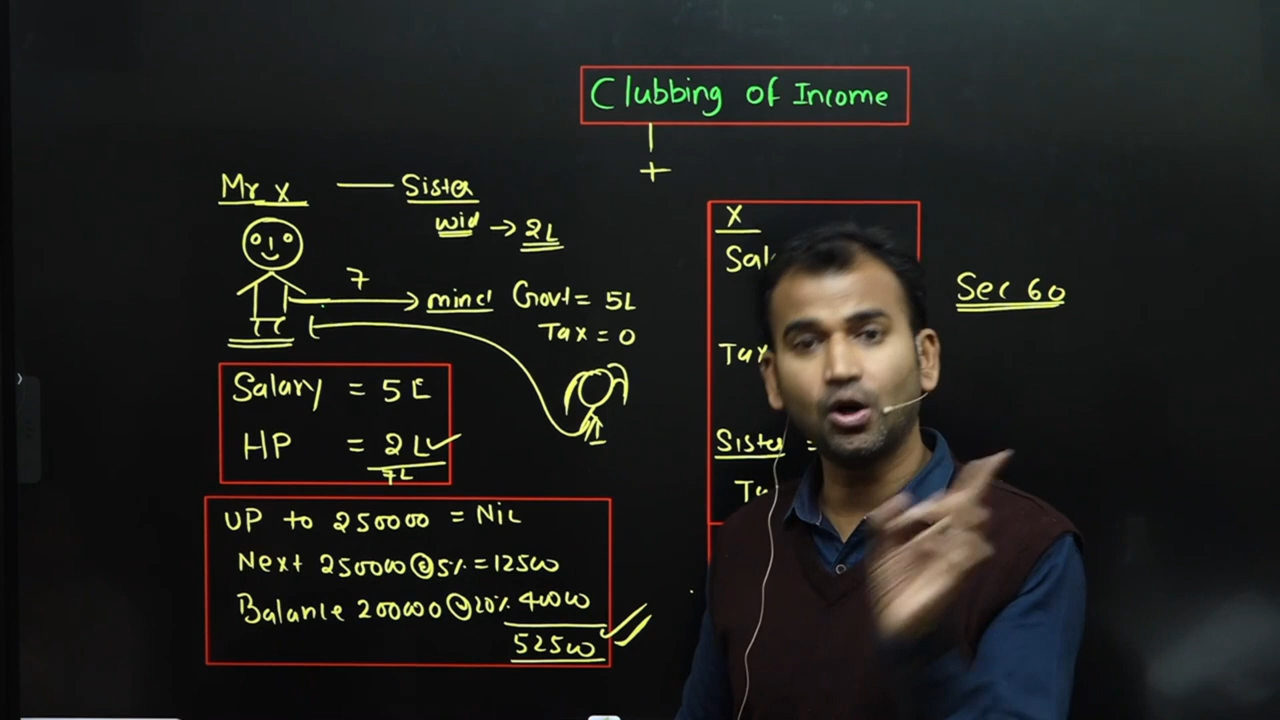 Clubbing of Income
Mr X — Sister
wid → 2L
7
mind Govt = 5L
Tax = 0
Salary = 5L
HP = 2L
7L
UP to 250000 = NiL
Next 250000@5% = 12500
Balance 200000@20% 40000
52500
X
Sal
Tax
Sister =
Ta
Sec 60